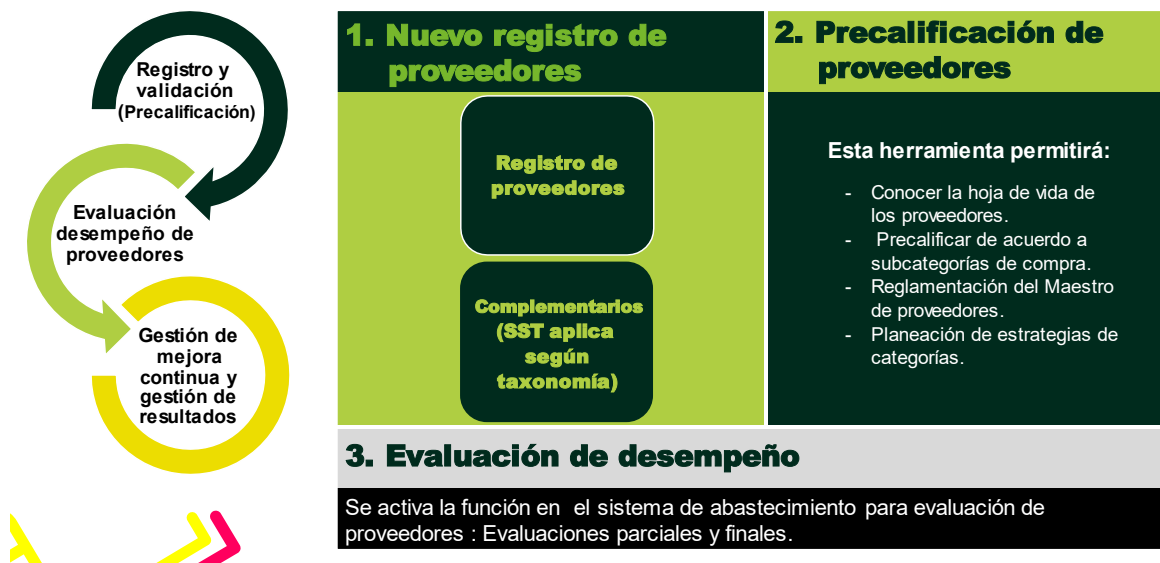 Registro y
validación
(Precalificación)
Evaluación
desempeño de
proveedores
Gestión de
mejora
continua y
gestión de
resultados
1. Nuevo registro de
proveedores
Registro de
proveedores
Complementarios
(SST aplica
según
taxonomía)
2. Precalificación de
proveedores
Esta herramienta permitirá:
- Conocer la hoja de vida de
los proveedores.
- Precalificar de acuerdo a
subcategorías de compra.
- Reglamentación del Maestro
de proveedores.
- Planeación de estrategias de
categorías.
3. Evaluación de desempeño
Se activa la función en el sistema de abastecimiento para evaluación de
proveedores : Evaluaciones parciales y finales.